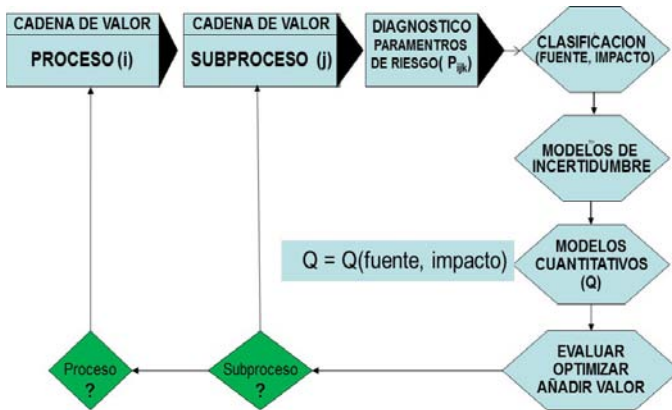 CADENA DE VALOR
PROCESO (i)
CADENA DE VALOR
SUBPROCESO (j)
DIAGNOSTICO
PARAMENTROS
DE RIESGO( Pijk)
CLASIFICACION
(FUENTE, IMPACTO)
MODELOS DE
INCERTIDUMBRE
Q = Q(fuente, impacto)
MODELOS
CUANTITATIVOS
(Q)
Proceso
?
Subproceso
?
EVALUAR
OPTIMIZAR
AÑADIR VALOR